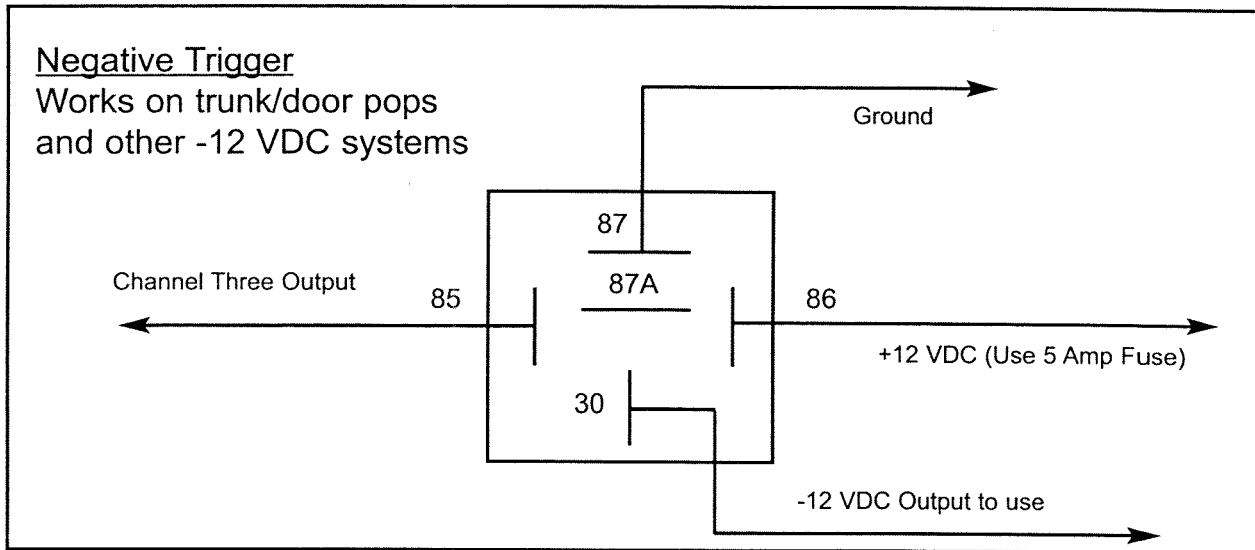 Negative Trigger
Works on trunk/door pops
and other -12 VDC systems
Ground
87
Channel Three Output
85
87A
86
+12 VDC (Use 5 Amp Fuse)
30
-12 VDC Output to use